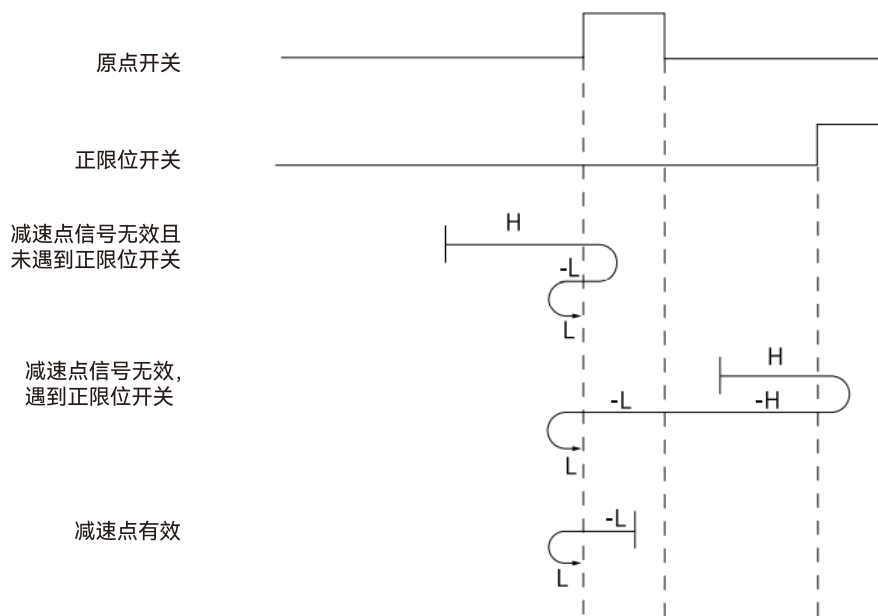 原点开关
正限位开关
减速点信号无效且
未遇到正限位开关
H
-L
L
减速点信号无效,
遇到正限位开关
H
-L
-H
L
减速点有效
-L
L